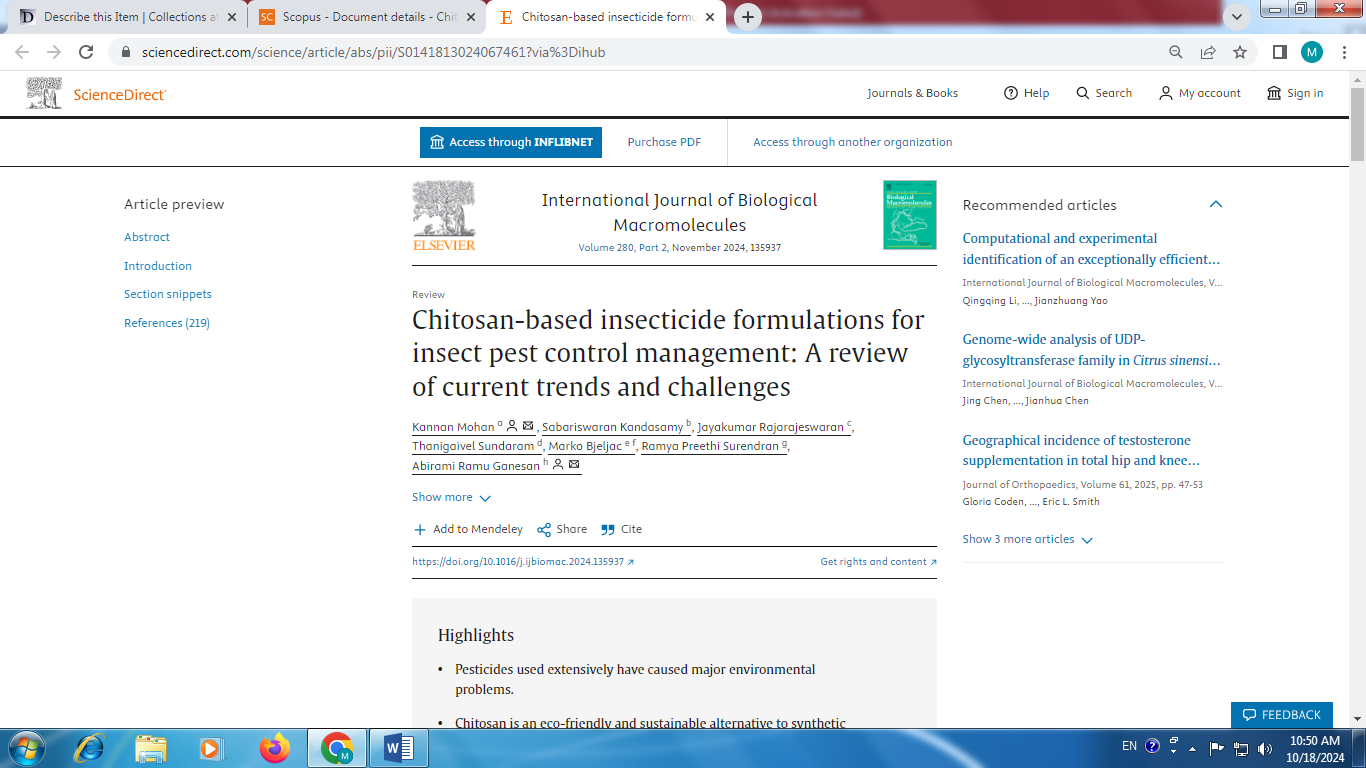 Describe this Item | Collections at
Scopus - Document details - Chit
Chitosan-based insecticide formu
sciencedirect.com/science/article/abs/pii/S0141813024067461?via%3Dihub
M
ScienceDirect
Journals & Books
Help
Search
My account
Sign in
Access through INFLIBNET
Purchase PDF
Access through another organization
Article preview
Abstract
Introduction
Section snippets
References (219)
ELSEVIER
International Journal of Biological
Macromolecules
Volume 280, Part 2, November 2024, 135937
Review
Chitosan-based insecticide formulations for
insect pest control management: A review
of current trends and challenges
Kannan Mohan a, Sabariswaran Kandasamy b, Jayakumar Rajarajeswaran c,
Thanigaivel Sundaram d, Marko Bjeljac e f, Ramya Preethi Surendran g,
Abirami Ramu Ganesan h
Show more
Add to Mendeley
Share
Cite
https://doi.org/10.1016/j.ijbiomac.2024.135937
Get rights and content
Highlights
• Pesticides used extensively have caused major environmental
problems.
• Chitosan is an eco-friendly and sustainable alternative to synthetic
Recommended articles
Computational and experimental
identification of an exceptionally efficient…
International Journal of Biological Macromolecules, V...
Qingqing Li, ..., Jianzhuang Yao
Genome-wide analysis of UDP-
glycosyltransferase family in Citrus sinensi…
International Journal of Biological Macromolecules, V...
Jing Chen, ..., Jianhua Chen
Geographical incidence of testosterone
supplementation in total hip and knee…
Journal of Orthopaedics, Volume 61, 2025, pp. 47-53
Gloria Coden, ..., Eric L. Smith
Show 3 more articles
FEEDBACK
EN
10:50 AM
10/18/2024